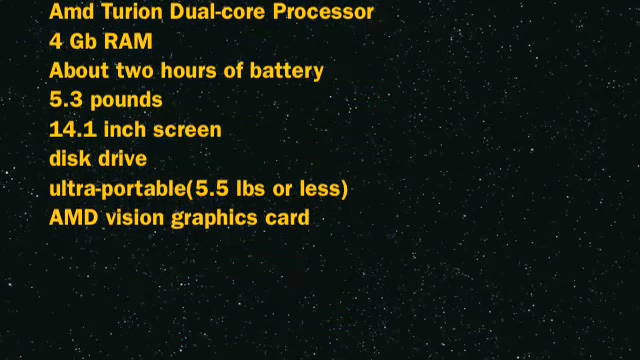 Amd Turion Dual-core Processor
4 Gb RAM
About two hours of battery
5.3 pounds
14.1 inch screen
disk drive
ultra-portable(5.5 lbs or less)
AMD vision graphics card